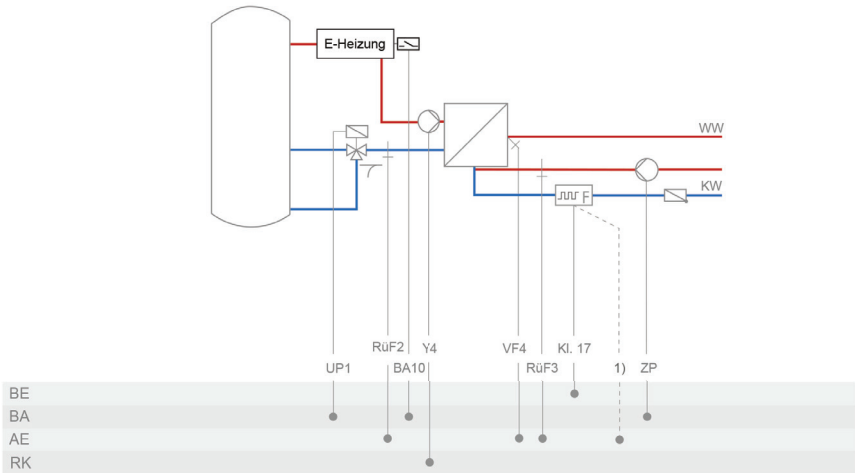 E-Heizung
WW
KW
F
RüF2 Y4 VF4 Kl. 17
UP1 BA10 RüF3 1) ZP
BE
BA
AE
RK